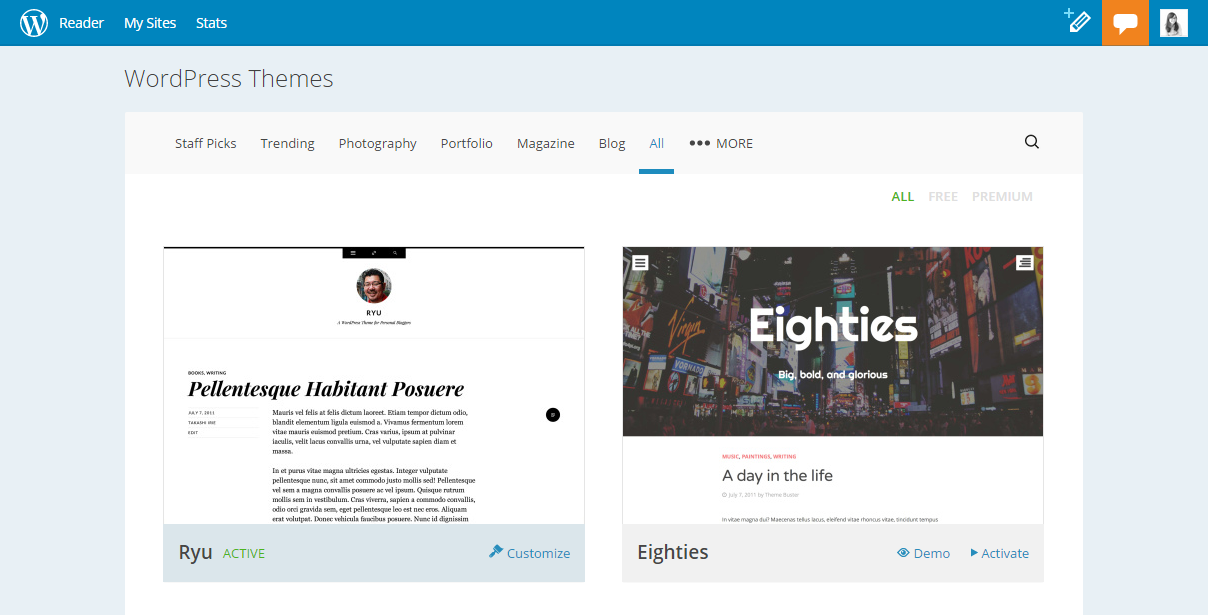 Reader My Sites Stats
WordPress Themes
Staff Picks Trending Photography Portfolio Magazine Blog All ••• MORE
ALL FREE PREMIUM
RYU
A WordPress Theme for Personal Bloggers
BOOKS, WRITING
Pellentesque Habitant Posuere
JULY 7, 2011
TAKASHI IRIE
EDIT
Mauris vel felis at felis dictum laoreet. Etiam tempor dictum odio,
blandit elementum ligula euismod a. Vivamus fermentum lorem
vitae mauris euismod pretium. Cras varius, ipsum at pulvinar
iaculis, velit lacus convallis urna, vel vulputate sapien diam et
massa.
In et purus vitae magna ultricies egestas. Integer vulputate
pellentesque nunc, sit amet commodo justo mollis sed! Pellentesque
vel sem a magna convallis posuere ac vel ipsum. Quisque rutrum
mollis sem in vestibulum. Cras viverra, sapien a commodo convallis,
odio orci gravida sem, eget pellentesque leo est nec eros. Aliquam
erat volutpat. Donec vehicula faucibus posuere. Nunc id dignissim
Ryu ACTIVE Customize
Virgin
TORNADO
Eighties
Big, bold, and glorious
MUSIC, PAINTINGS, WRITING
A day in the life
July 7, 2011 by Theme Buster
In vitae magna dui? Maecenas tellus lacus, eleifend vitae rhoncus vitae, tincidunt tempus
Eighties Demo Activate